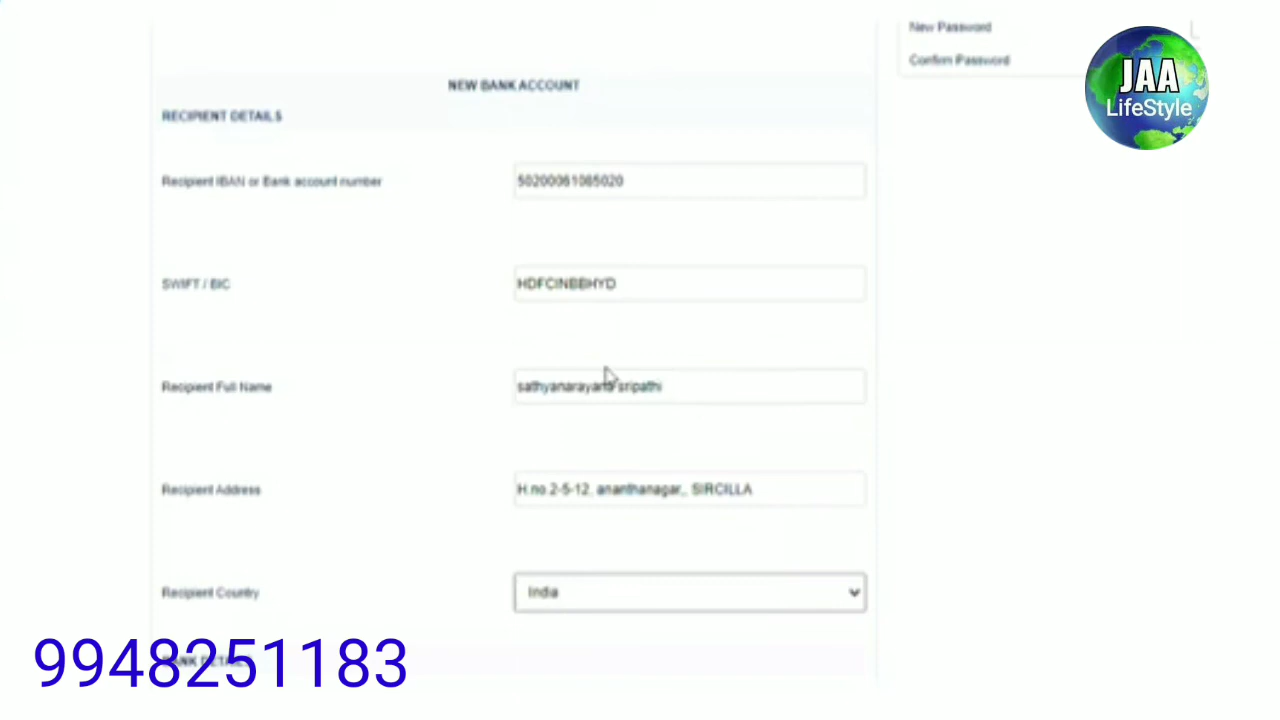 New Password
Confirm Password
JAA
LifeStyle
NEW BANK ACCOUNT
RECIPIENT DETAILS
Recipient IBAN or Bank account number
50200061085020
SWIFT / BIC
HDFCINBBHYD
Recipient Full Name
sathyanarayana sripathi
Recipient Address
H.no.2-5-12, ananthanagar,, SIRCILLA
Recipient Country
India
BANK DETAILS
9948251183